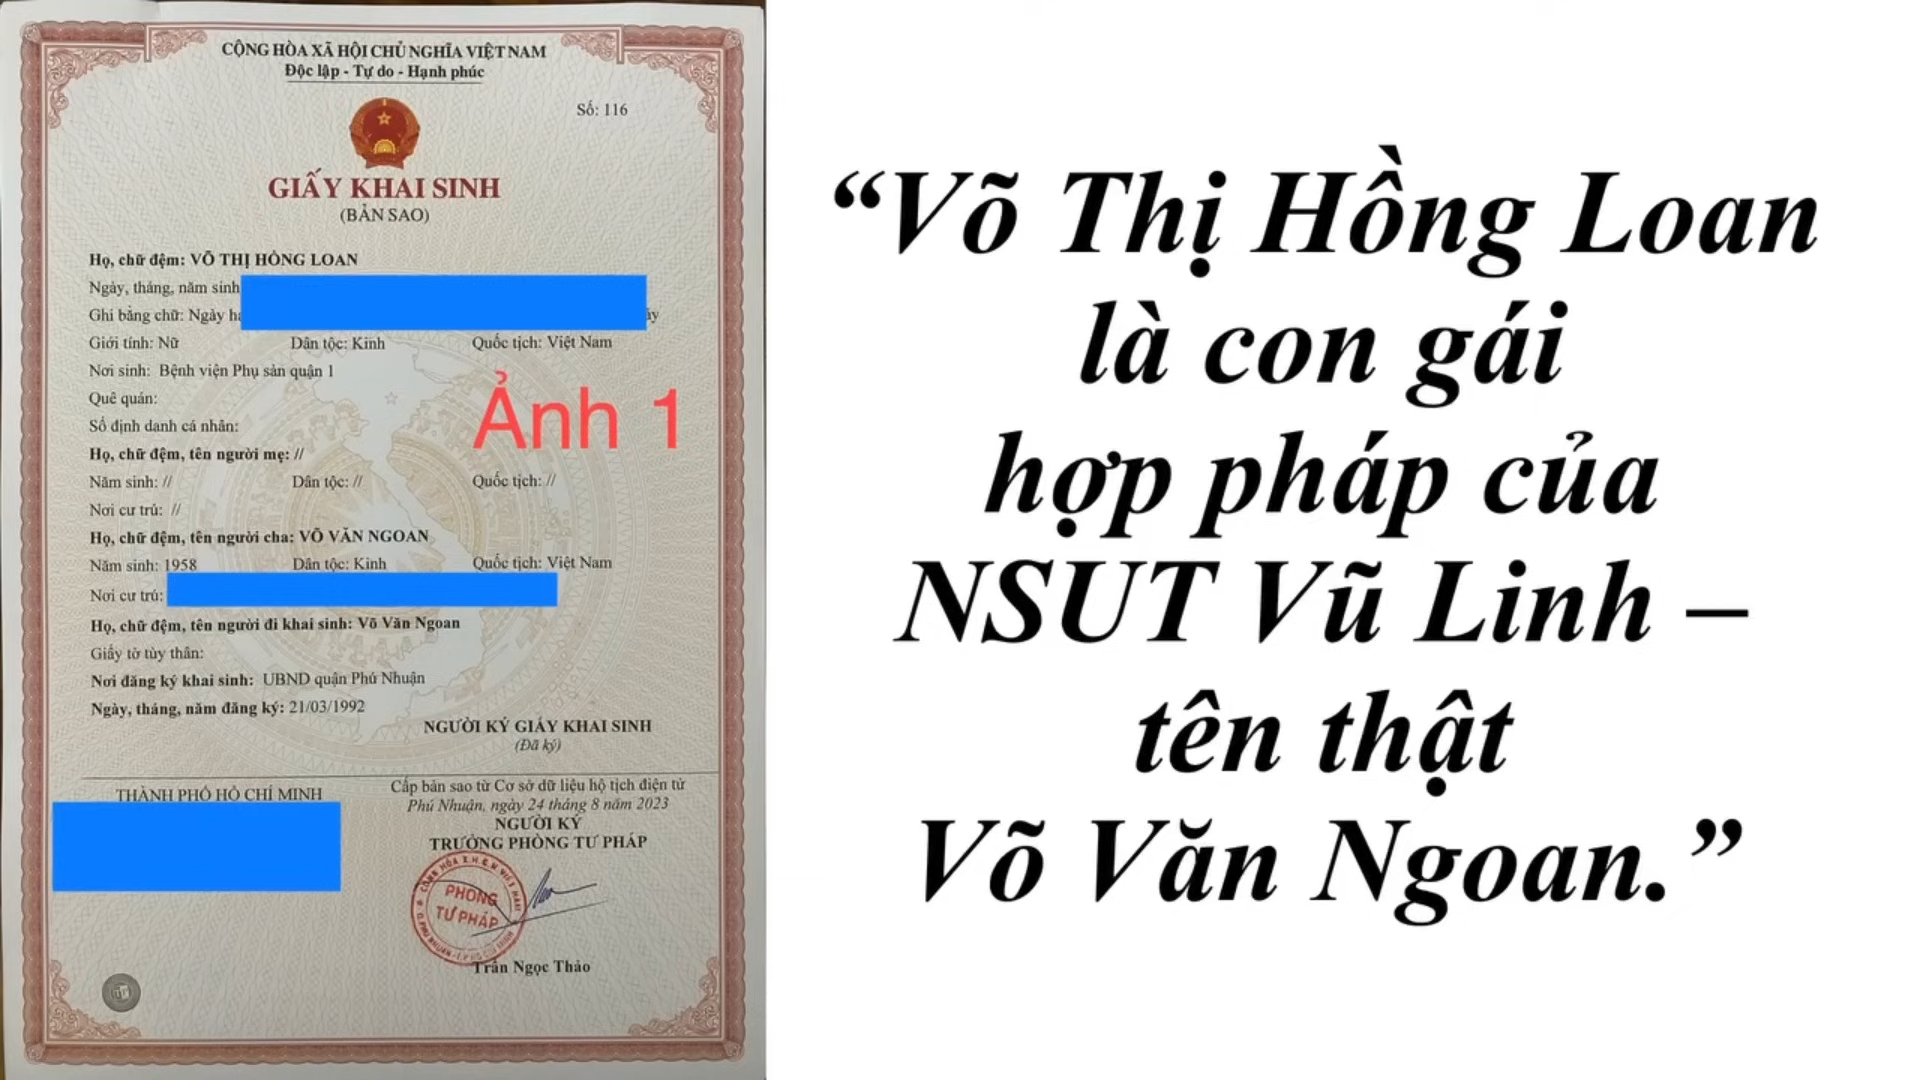 CỘNG HÒA XÃ HỘI CHỦ NGHĨA VIỆT NAM
Độc lập - Tự do - Hạnh phúc
Số: 116
GIẤY KHAI SINH
(BẢN SAO)
Họ, chữ đệm: VÕ THỊ HỒNG LOAN
Ngày, tháng, năm sinh
Ghi bằng chữ: Ngày
Giới tính: Nữ Dân tộc: Kinh Quốc tịch: Việt Nam
Nơi sinh: Bệnh viện Phụ sản quận 1
Quê quán:
Số định danh cá nhân:
Ảnh 1
Họ, chữ đệm, tên người mẹ: //
Năm sinh: // Dân tộc: // Quốc tịch: //
Nơi cư trú: //
Họ, chữ đệm, tên người cha: VÕ VĂN NGOAN
Năm sinh: 1958 Dân tộc: Kinh Quốc tịch: Việt Nam
Nơi cư trú:
Họ, chữ đệm, tên người đi khai sinh: Võ Văn Ngoan
Giấy tờ tùy thân:
Nơi đăng ký khai sinh: UBND quận Phú Nhuận
Ngày, tháng, năm đăng ký: 21/03/1992
NGƯỜI KÝ GIẤY KHAI SINH
(Đã ký)
THÀNH PHỐ HỒ CHÍ MINH
Cấp bản sao từ Cơ sở dữ liệu hộ tịch điện tử
Phú Nhuận, ngày 24 tháng 8 năm 2023
NGƯỜI KÝ
TRƯỞNG PHÒNG TƯ PHÁP
PHÒNG
TƯ PHÁP
Trần Ngọc Thảo
“Võ Thị Hồng Loan
là con gái
hợp pháp của
NSUT Vũ Linh –
tên thật
Võ Văn Ngoan.”